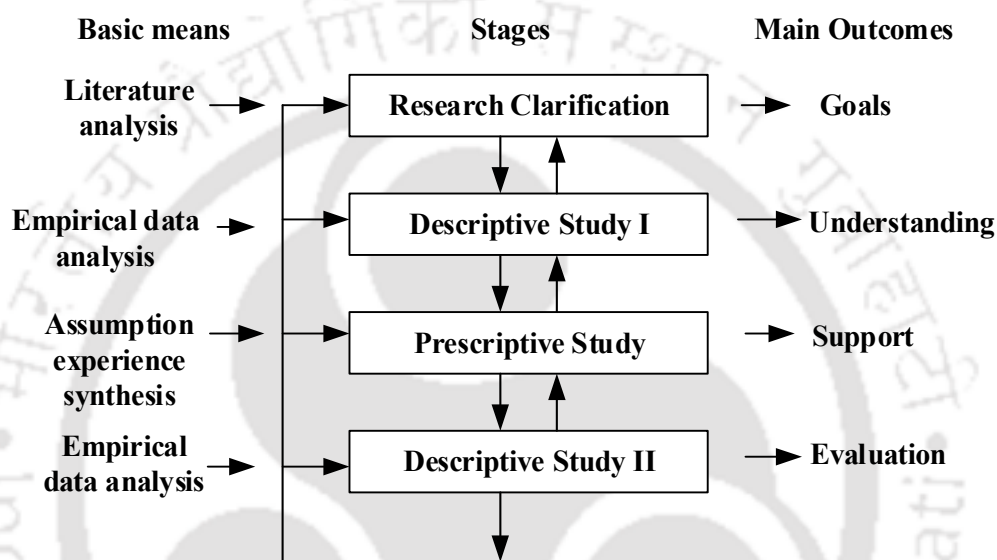 Basic means Stages Main Outcomes
Literature
analysis
Research Clarification
Goals
Empirical data
analysis
Descriptive Study I
Understanding
Assumption
experience
synthesis
Prescriptive Study
Support
Empirical
data analysis
Descriptive Study II
Evaluation